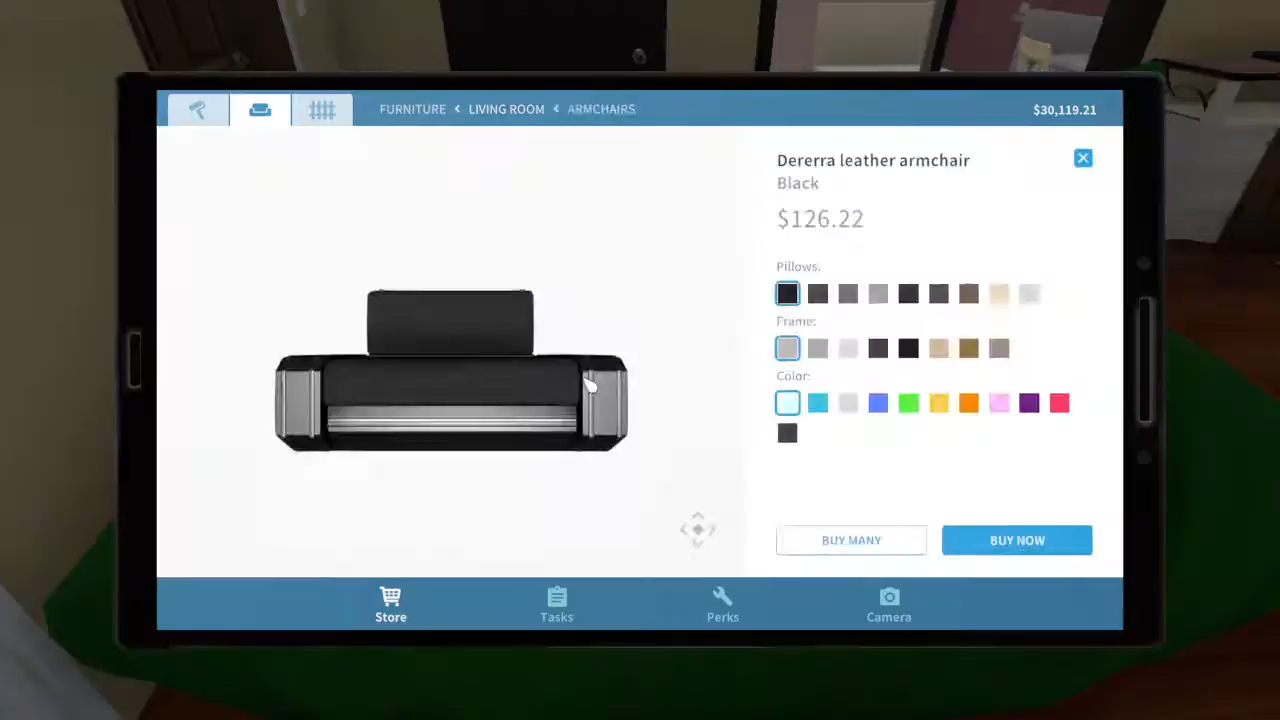 FURNITURE < LIVING ROOM < ARMCHAIRS
$30,119.21
Dererra leather armchair
Black
$126.22
Pillows:
Frame:
Color:
BUY MANY
BUY NOW
Store
Tasks
Perks
Camera